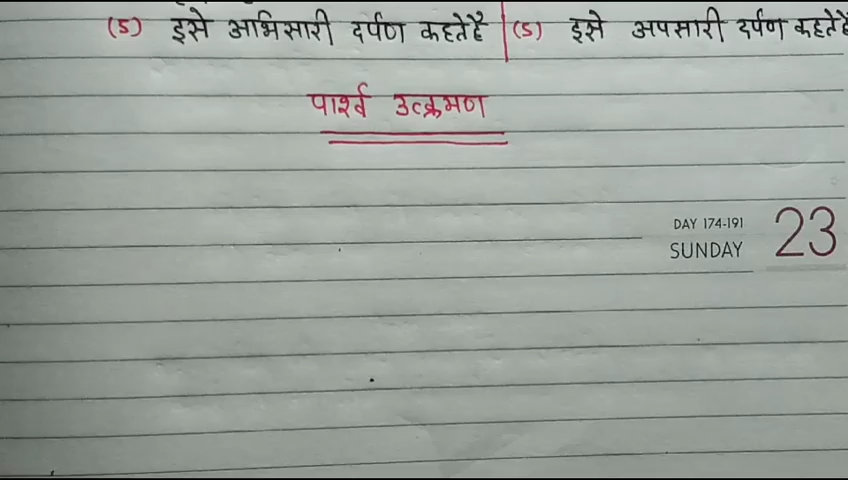 (5) इसे अभिसारी दर्पण कहते है | (5) इसे अपसारी दर्पण कहते है
पार्श्व उत्क्रमण
DAY 174-191
SUNDAY 23